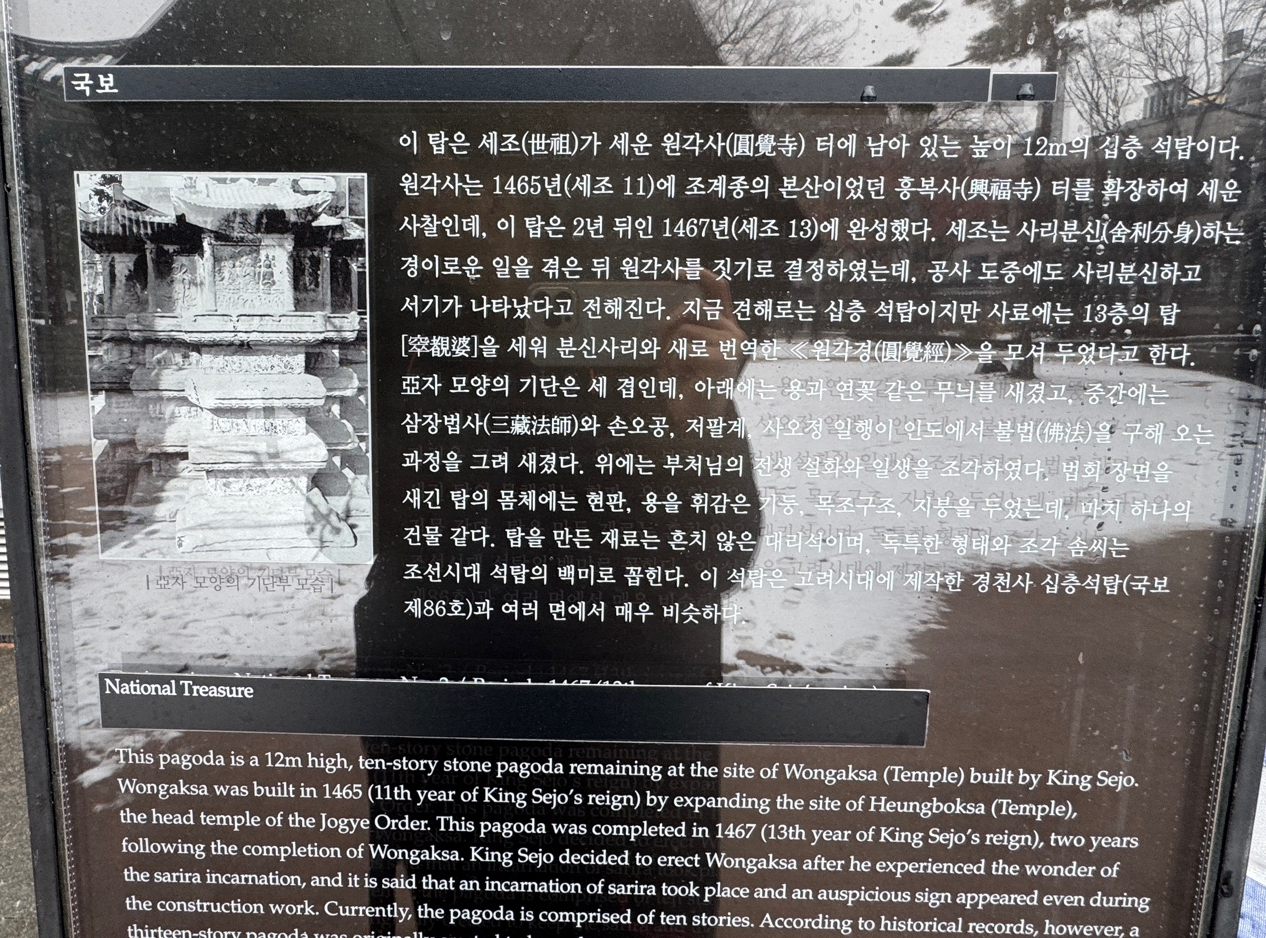 국보
이 탑은 세조(世祖)가 세운 원각사(圓覺寺) 터에 남아 있는 높이 12m의 십층 석탑이다.
원각사는 1465년(세조 11)에 조계종의 본산이었던 흥복사(興福寺) 터를 확장하여 세운
사찰인데, 이 탑은 2년 뒤인 1467년(세조 13)에 완성했다. 세조는 사리분신(舍利分身)하는
경이로운 일을 겪은 뒤 원각사를 짓기로 결정하였는데, 공사 도중에도 사리분신하고
서기가 나타났다고 전해진다. 지금 견해로는 십층 석탑이지만 사료에는 13층의 탑
[窣覩婆]을 세워 분신사리와 새로 번역한 ≪원각경(圓覺經)≫을 모셔 두었다고 한다.
亞자 모양의 기단은 세 겹인데, 아래에는 용과 연꽃 같은 무늬를 새겼고, 중간에는
삼장법사(三藏法師)와 손오공, 저팔계, 사오정 일행이 인도에서 불법(佛法)을 구해 오는
과정을 그려 새겼다. 위에는 부처님의 전생 설화와 일생을 조각하였다. 법회 장면을
새긴 탑의 몸체에는 현판, 용을 휘감은 기둥, 목조구조, 지붕을 두었는데, 마치 하나의
건물 같다. 탑을 만든 재료는 흔치 않은 대리석이며, 독특한 형태와 조각 솜씨는
조선시대 석탑의 백미로 꼽힌다. 이 석탑은 고려시대에 제작한 경천사 십층석탑(국보
제86호)과 여러 면에서 매우 비슷하다.
| 亞자 모양의 기단부 모습 |
National Treasure
This pagoda is a 12m high, ten-story stone pagoda remaining at the site of Wongaksa (Temple) built by King Sejo.
Wongaksa was built in 1465 (11th year of King Sejo's reign) by expanding the site of Heungboksa (Temple),
the head temple of the Jogye Order. This pagoda was completed in 1467 (13th year of King Sejo's reign), two years
following the completion of Wongaksa. King Sejo decided to erect Wongaksa after he experienced the wonder of
the sarira incarnation, and it is said that an incarnation of sarira took place and an auspicious sign appeared even during
the construction work. Currently, the pagoda is comprised of ten stories. According to historical records, however, a
thirteen-story pagoda was originally